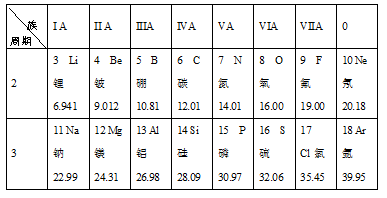 族
周期
I A II A IIIA IVA V A VIA VIIA 0
2
3 Li 4 Be 5 B 6 C 7 N 8 O 9 F 10 Ne
锂 铍 硼 碳 氮 氧 氟 氖
6.941 9.012 10.81 12.01 14.01 16.00 19.00 20.18
3
11 Na 12 Mg 13 Al 14 Si 15 P 16 S 17 18 Ar
钠 镁 铝 硅 磷 硫 Cl 氯 氩
22.99 24.31 26.98 28.09 30.97 32.06 35.45 39.95